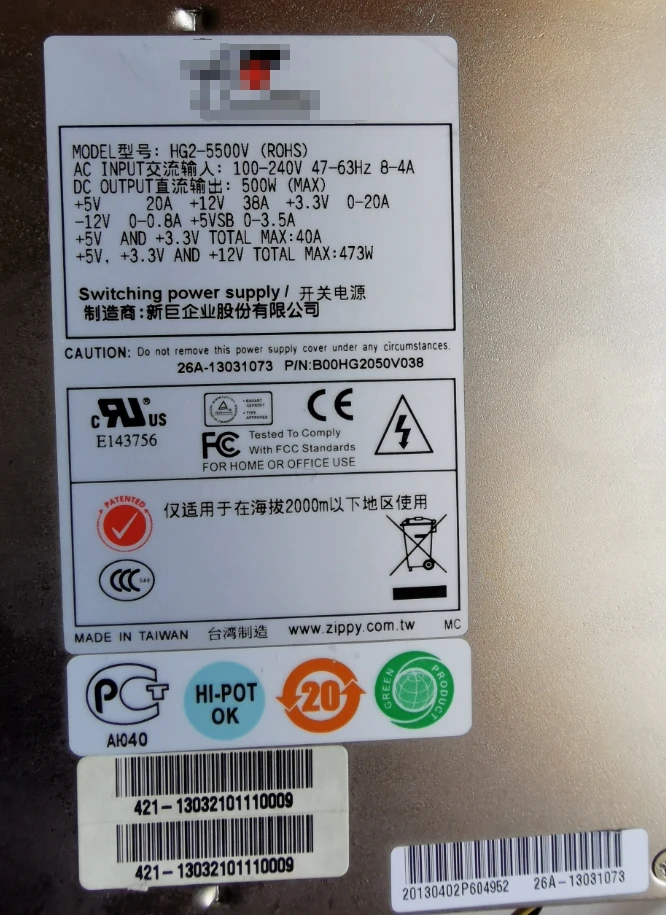 MODEL型号: HG2-5500V (ROHS)
AC INPUT交流输入: 100-240V 47-63Hz 8-4A
DC OUTPUT直流输出: 500W (MAX)
+5V 20A +12V 38A +3.3V 0-20A
-12V 0-0.8A +5VSB 0-3.5A
+5V AND +3.3V TOTAL MAX:40A
+5V, +3.3V AND +12V TOTAL MAX:473W
Switching power supply / 开关电源
制造商:新巨企业股份有限公司
CAUTION: Do not remove this power supply cover under any circumstances.
26A-13031073 P/N:B00HG2050V038
c RU ® US
E143756
CE
FC Tested To Comply
With FCC Standards
FOR HOME OR OFFICE USE
PATENTED
仅适用于在海拔2000m以下地区使用
CCC S&E
MADE IN TAIWAN 台湾制造 www.zippy.com.tw MC
PCT
AЮ40
HI-POT
OK
20
GREEN PRODUCT
421-13032101110009
421-13032101110009
20130402P604952 26A-13031073